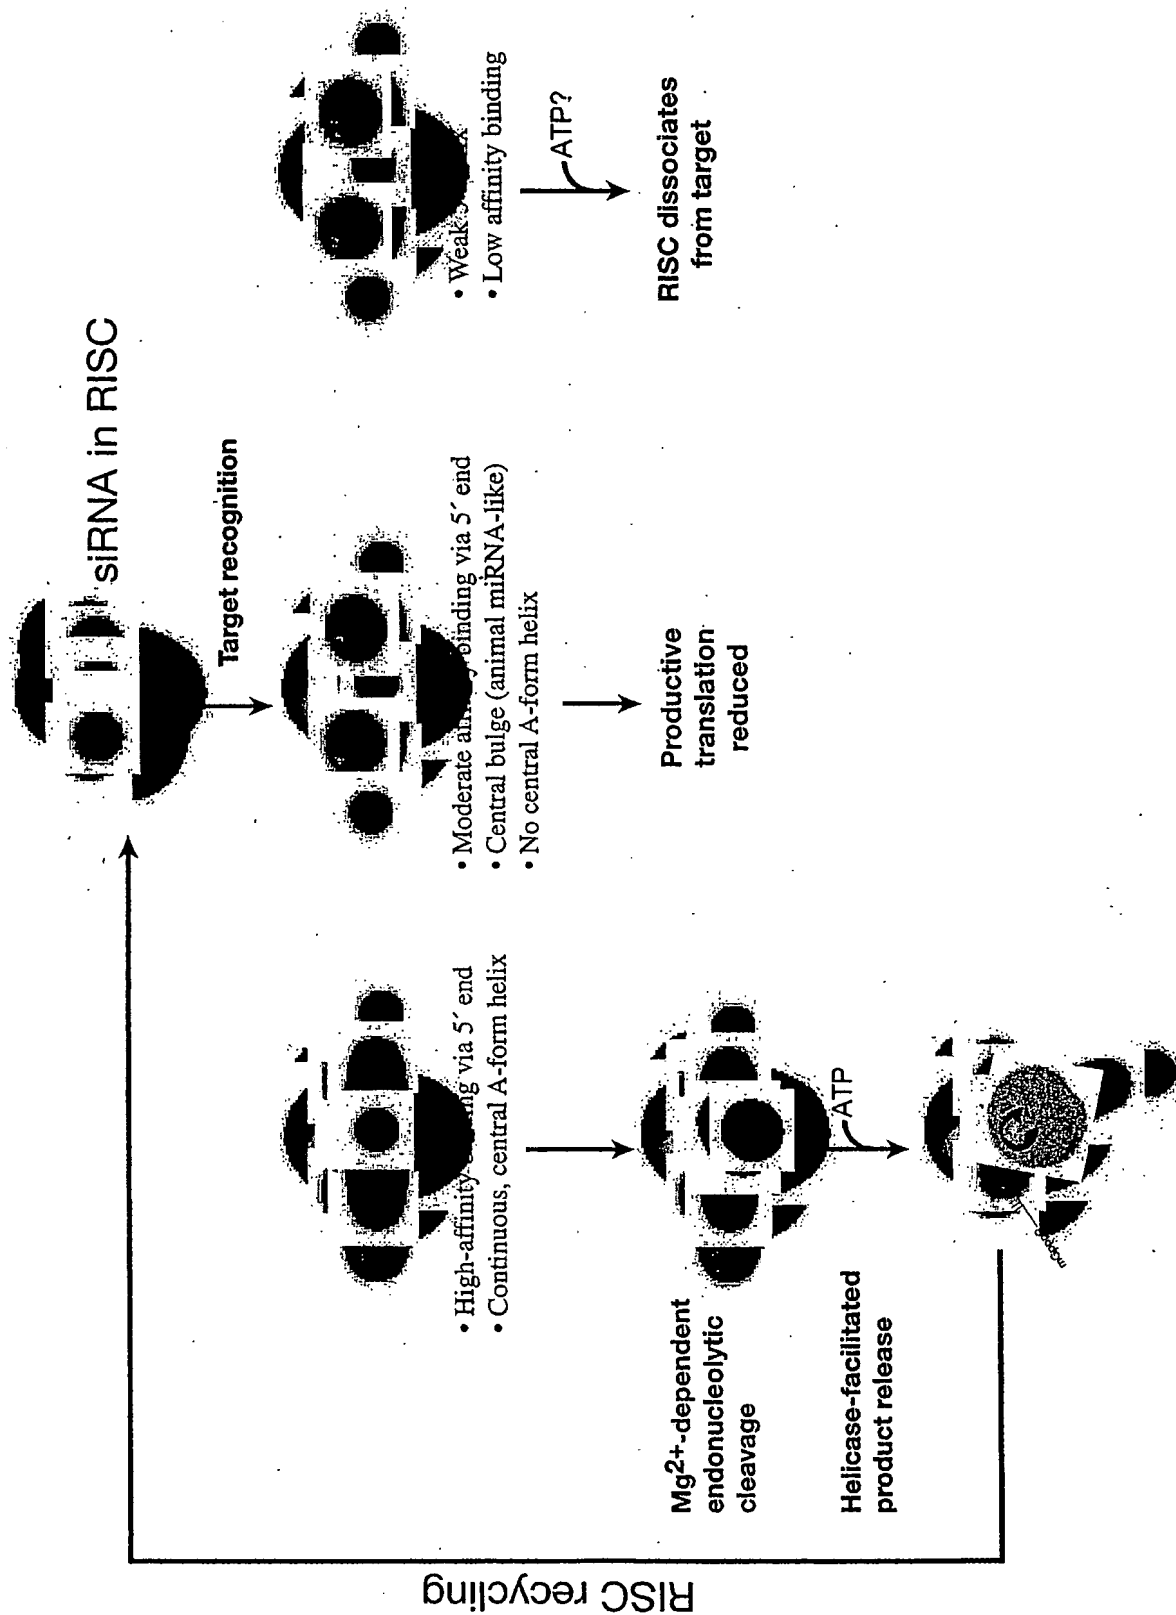 siRNA in RISC
Target recognition
• High-affinity via 5´ end
• Continuous, central A-form helix
Mg2+-dependent
endonucleolytic
cleavage
ATP
Helicase-facilitated
product release
RISC recycling
• Moderate binding via 5´ end
• Central bulge (animal miRNA-like)
• No central A-form helix
Productive
translation
reduced
• Weak
• Low affinity binding
ATP?
RISC dissociates
from target